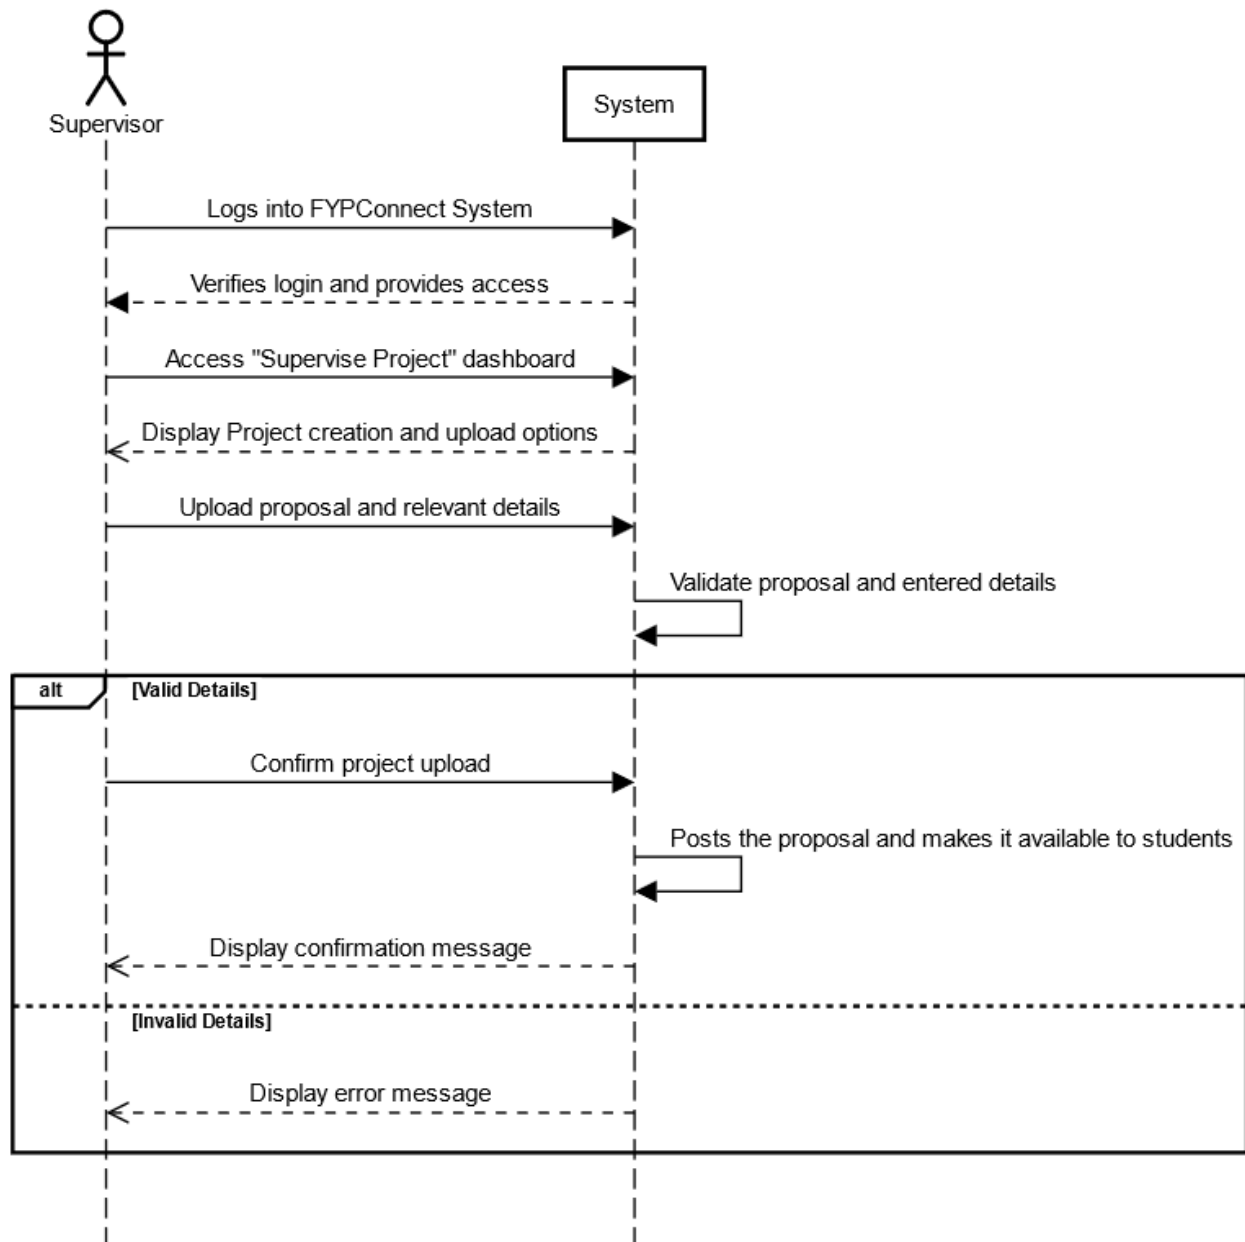 Supervisor
System
Logs into FYPConnect System
Verifies login and provides access
Access "Supervise Project" dashboard
Display Project creation and upload options
Upload proposal and relevant details
Validate proposal and entered details
alt
[Valid Details]
Confirm project upload
Posts the proposal and makes it available to students
Display confirmation message
[Invalid Details]
Display error message